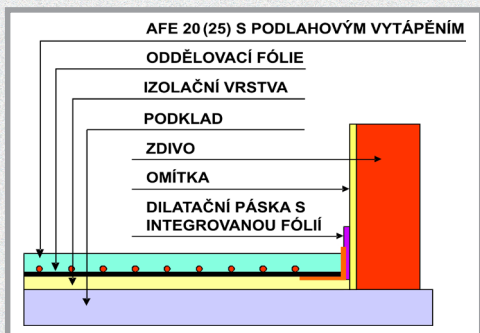 AFE 20 (25) S PODLAHOVÝM VYTÁPĚNÍM
ODDĚLOVACÍ FÓLIE
IZOLAČNÍ VRSTVA
PODKLAD
ZDIVO
OMÍTKA
DILATAČNÍ PÁSKA S
INTEGROVANOU FÓLIÍ